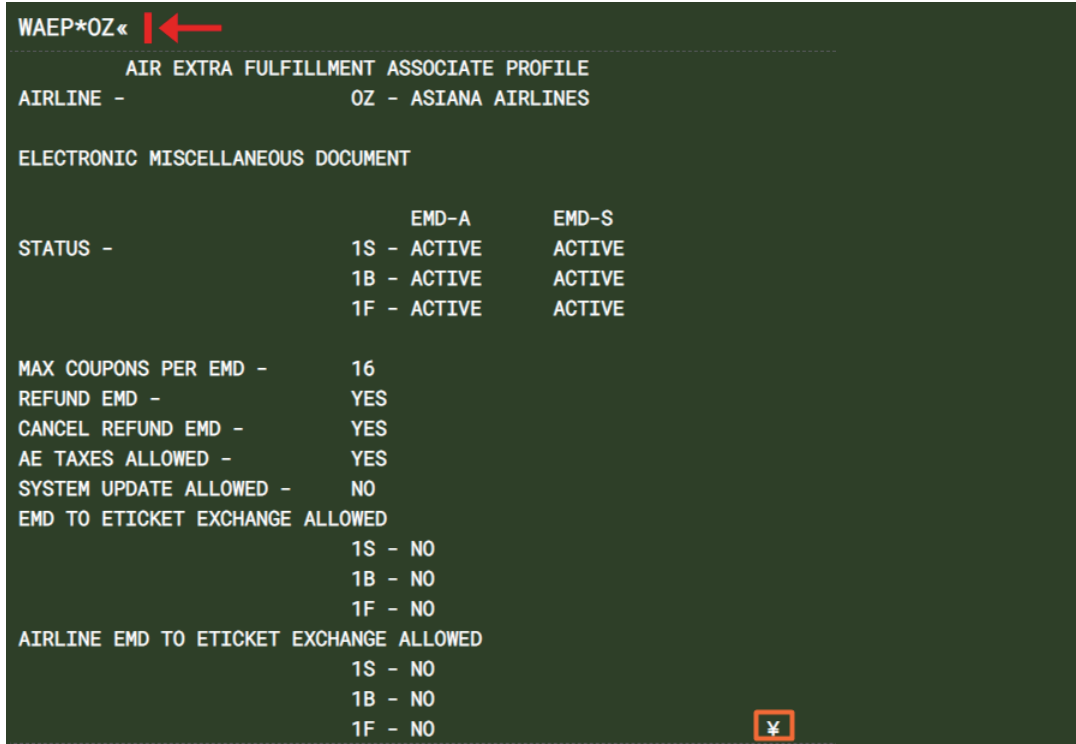 WAEP*OZ«
AIR EXTRA FULFILLMENT ASSOCIATE PROFILE
AIRLINE - OZ - ASIANA AIRLINES
ELECTRONIC MISCELLANEOUS DOCUMENT
EMD-A EMD-S
STATUS - 1S - ACTIVE ACTIVE
1B - ACTIVE ACTIVE
1F - ACTIVE ACTIVE
MAX COUPONS PER EMD - 16
REFUND EMD - YES
CANCEL REFUND EMD - YES
AE TAXES ALLOWED - YES
SYSTEM UPDATE ALLOWED - NO
EMD TO ETICKET EXCHANGE ALLOWED
1S - NO
1B - NO
1F - NO
AIRLINE EMD TO ETICKET EXCHANGE ALLOWED
1S - NO
1B - NO
1F - NO ¥